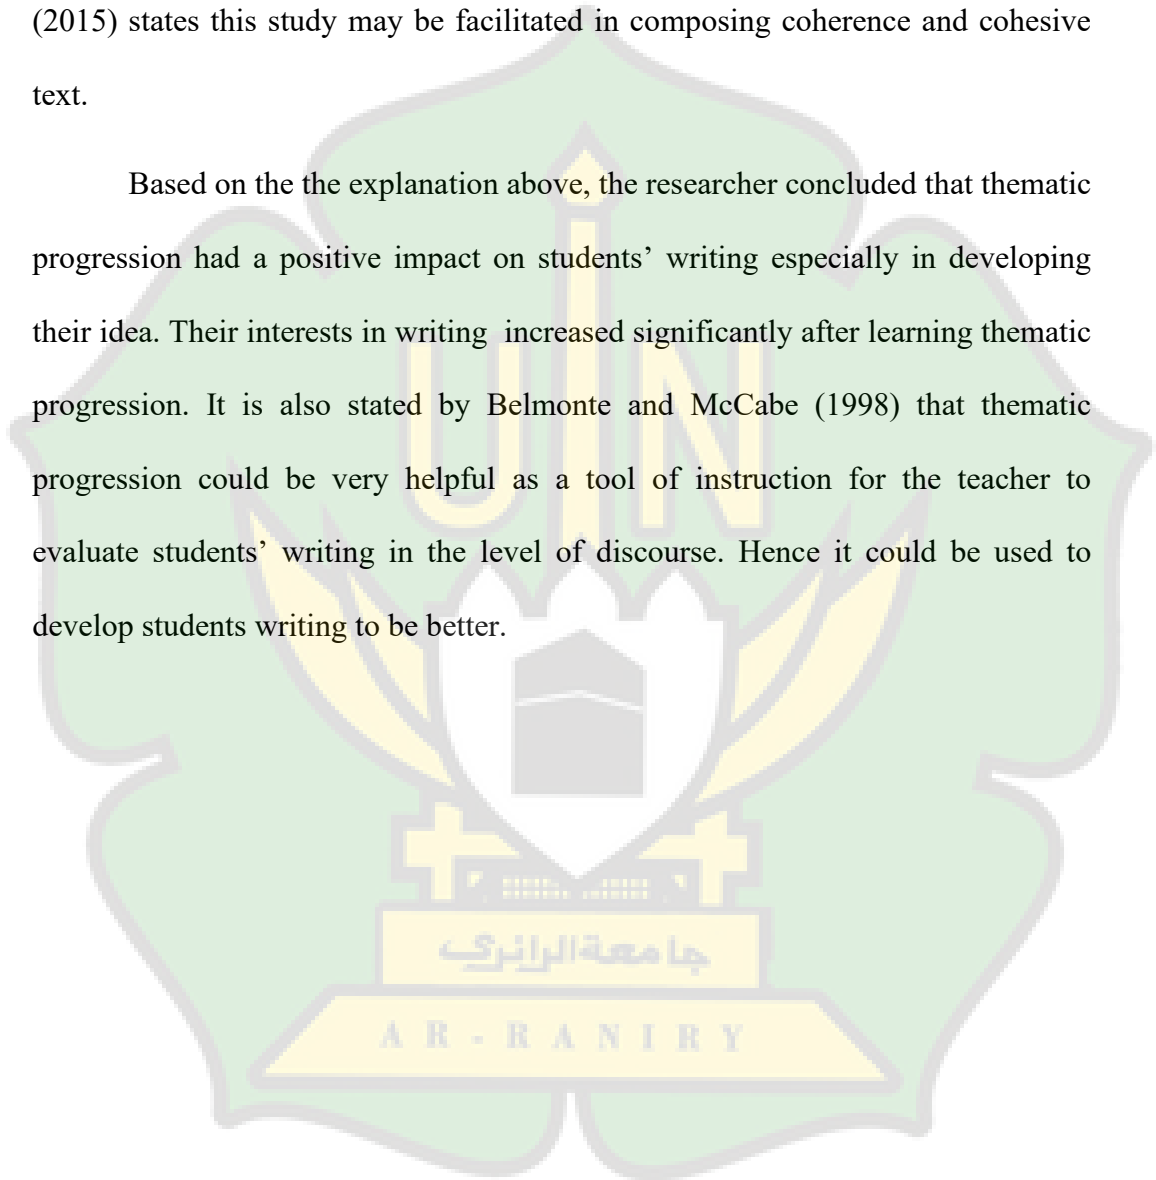 (2015) states this study may be facilitated in composing coherence and cohesive
text.
Based on the the explanation above, the researcher concluded that thematic
progression had a positive impact on students’ writing especially in developing
their idea. Their interests in writing  increased significantly after learning thematic
progression. It is also stated by Belmonte and McCabe (1998) that thematic
progression could be very helpful as a tool of instruction for the teacher to
evaluate students’ writing in the level of discourse. Hence it could be used to
develop students writing to be better.
UIN
جامعة الرانري
AR-RANIRY